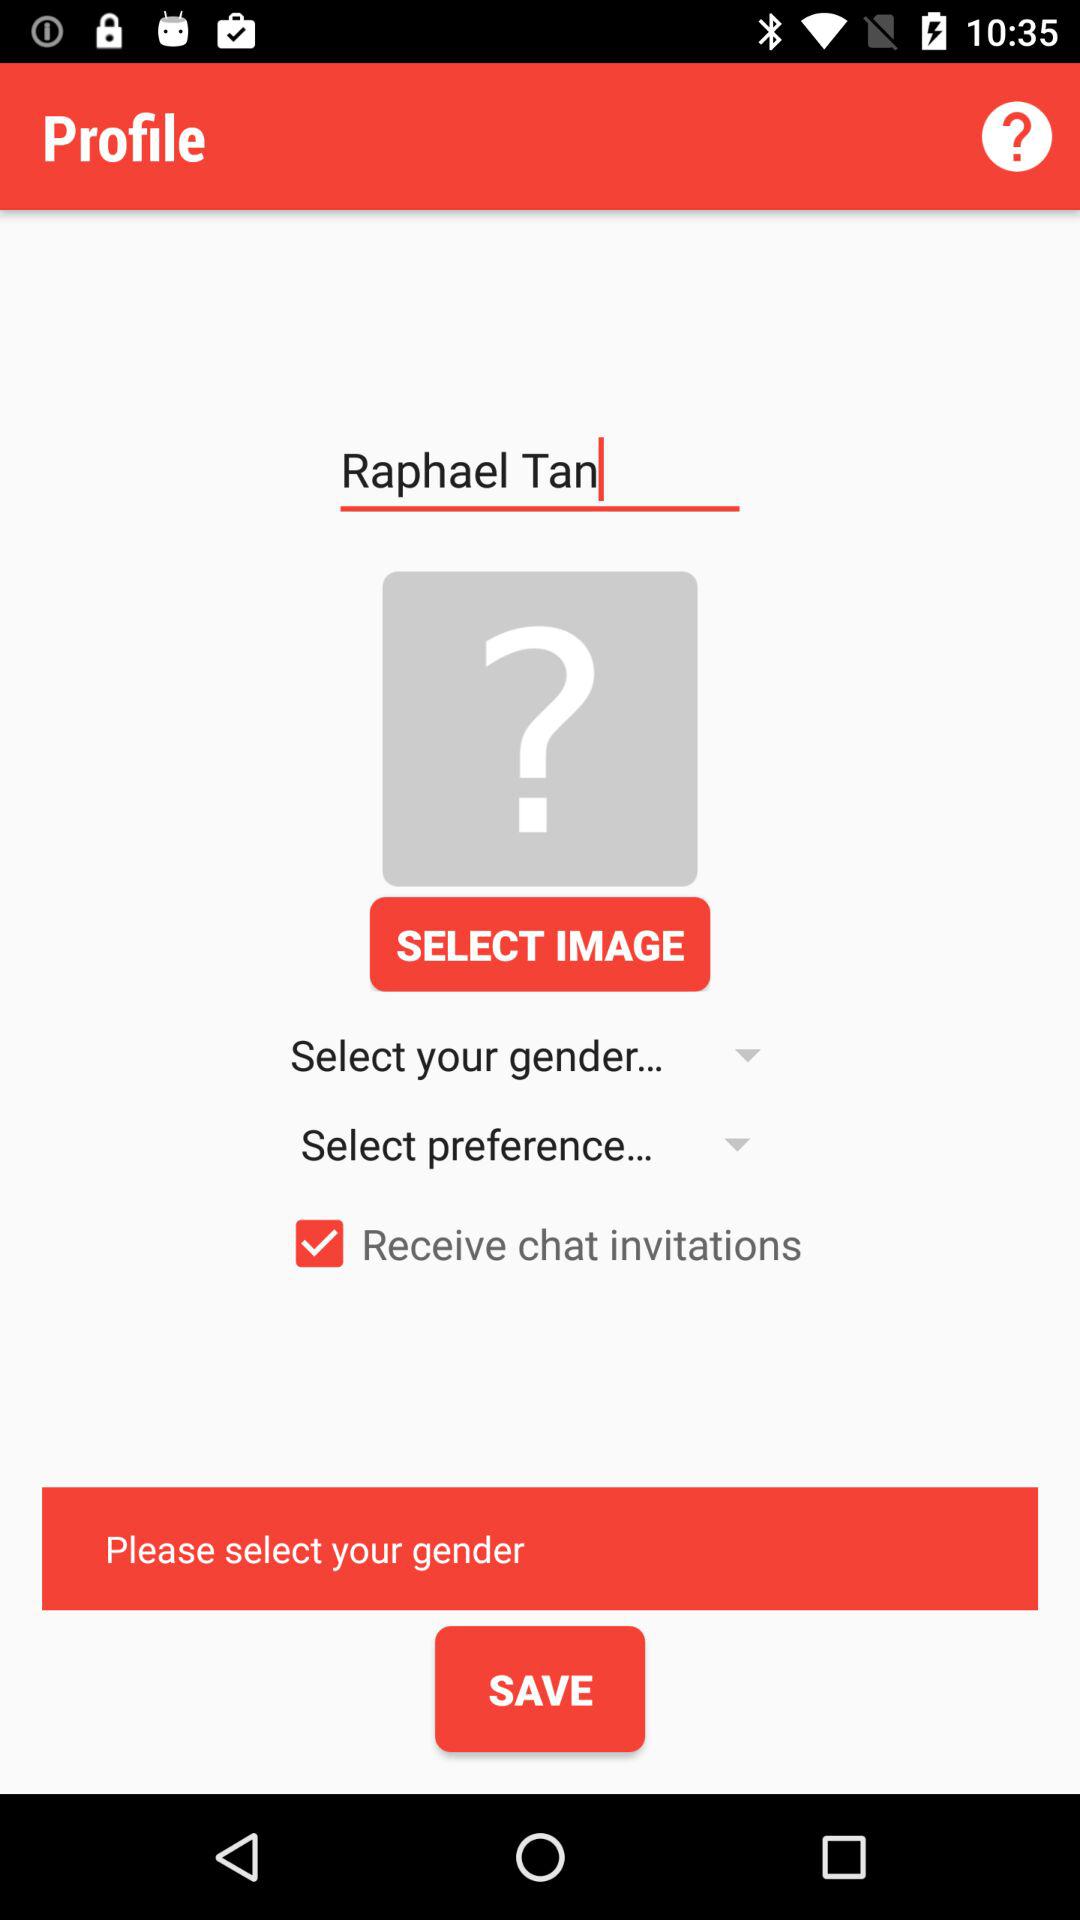 10:35
Profile
?
Raphael Tan
?
SELECT IMAGE
Select your gender...
Select preference...
Receive chat invitations
Please select your gender
SAVE